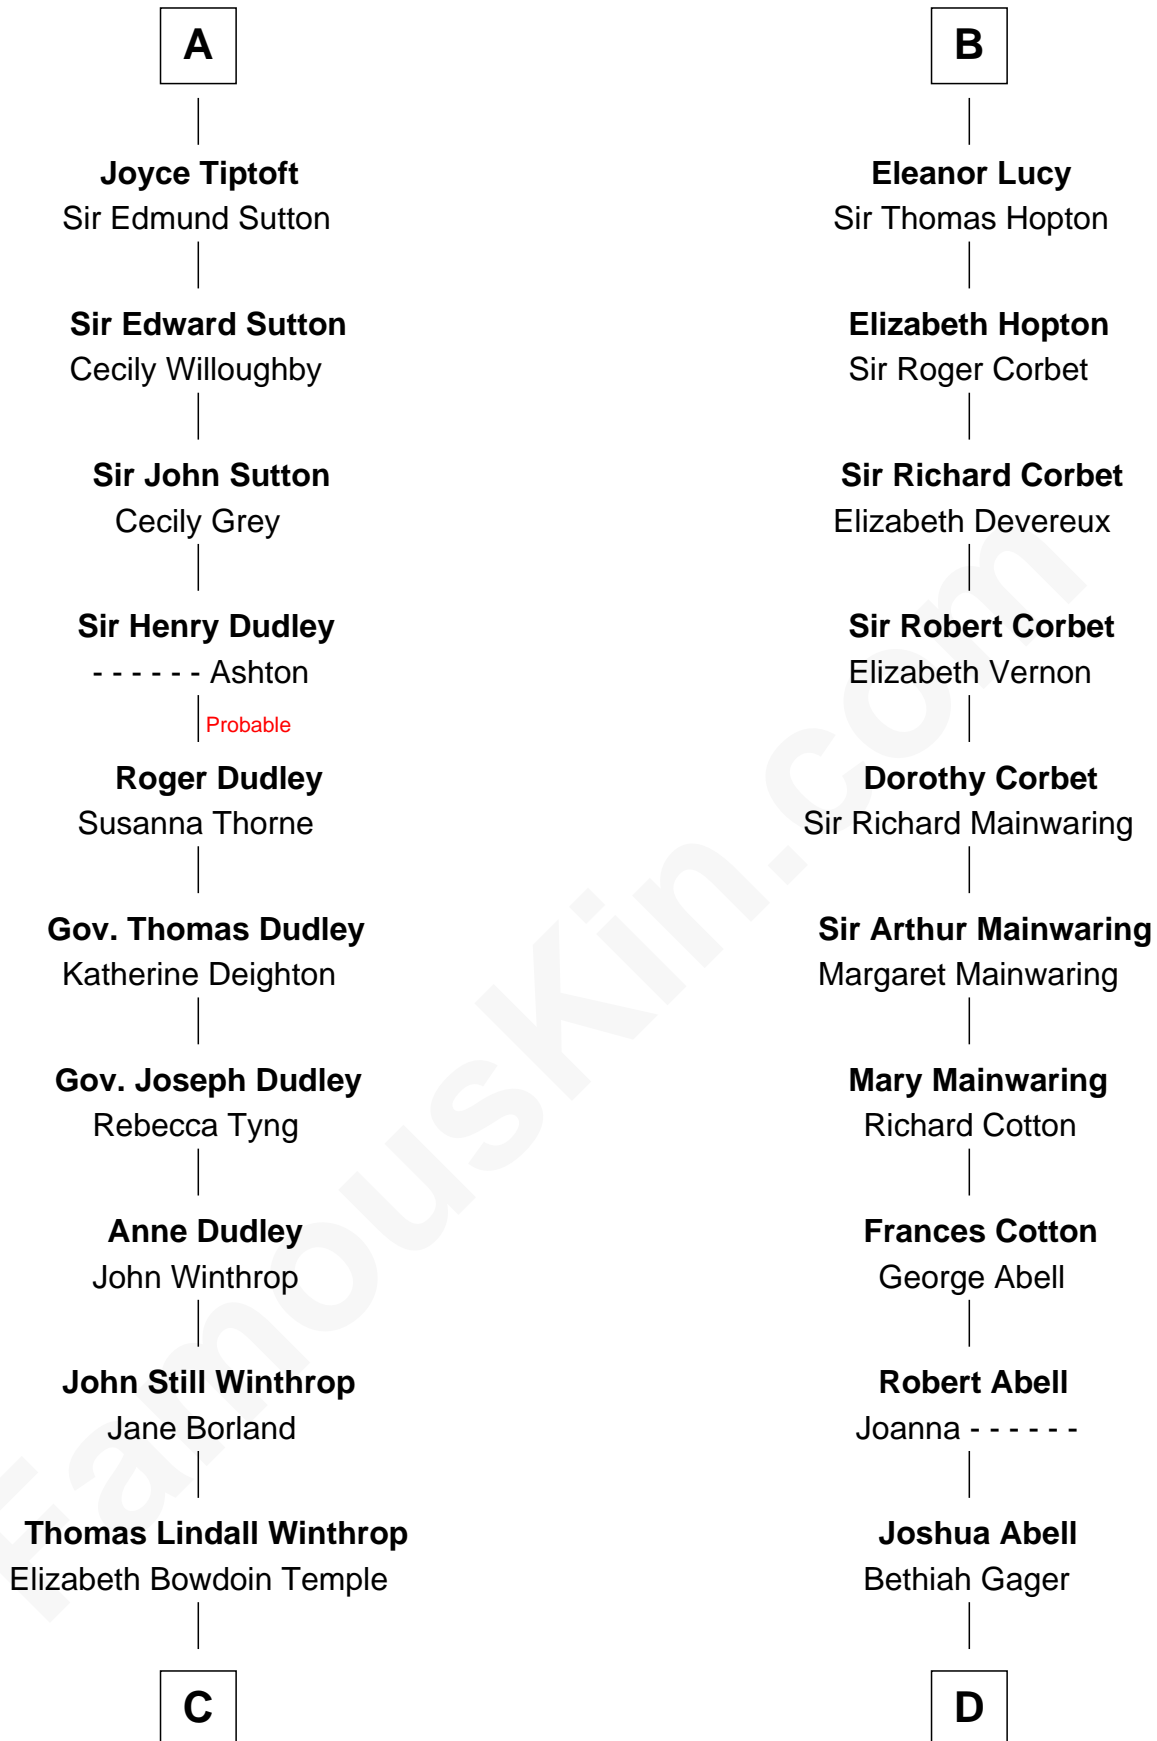 A
Joyce Tiptoft
Sir Edmund Sutton
Sir Edward Sutton
Cecily Willoughby
Sir John Sutton
Cecily Grey
Sir Henry Dudley
- - - - - - Ashton
Probable
Roger Dudley
Susanna Thorne
Gov. Thomas Dudley
Katherine Deighton
Gov. Joseph Dudley
Rebecca Tyng
Anne Dudley
John Winthrop
John Still Winthrop
Jane Borland
Thomas Lindall Winthrop
Elizabeth Bowdoin Temple
C
B
Eleanor Lucy
Sir Thomas Hopton
Elizabeth Hopton
Sir Roger Corbet
Sir Richard Corbet
Elizabeth Devereux
Sir Robert Corbet
Elizabeth Vernon
Dorothy Corbet
Sir Richard Mainwaring
Sir Arthur Mainwaring
Margaret Mainwaring
Mary Mainwaring
Richard Cotton
Frances Cotton
George Abell
Robert Abell
Joanna - - - - - -
Joshua Abell
Bethiah Gager
D
FamousKin.com